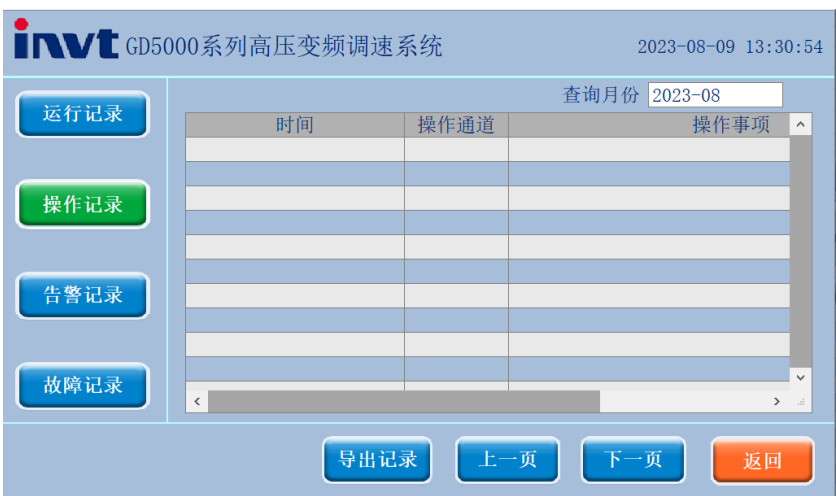 invt GD5000系列高压变频调速系统 2023-08-09 13:30:54
查询月份 2023-08
运行记录
时间 操作通道 操作事项
操作记录
告警记录
故障记录
导出记录 上一页 下一页 返回